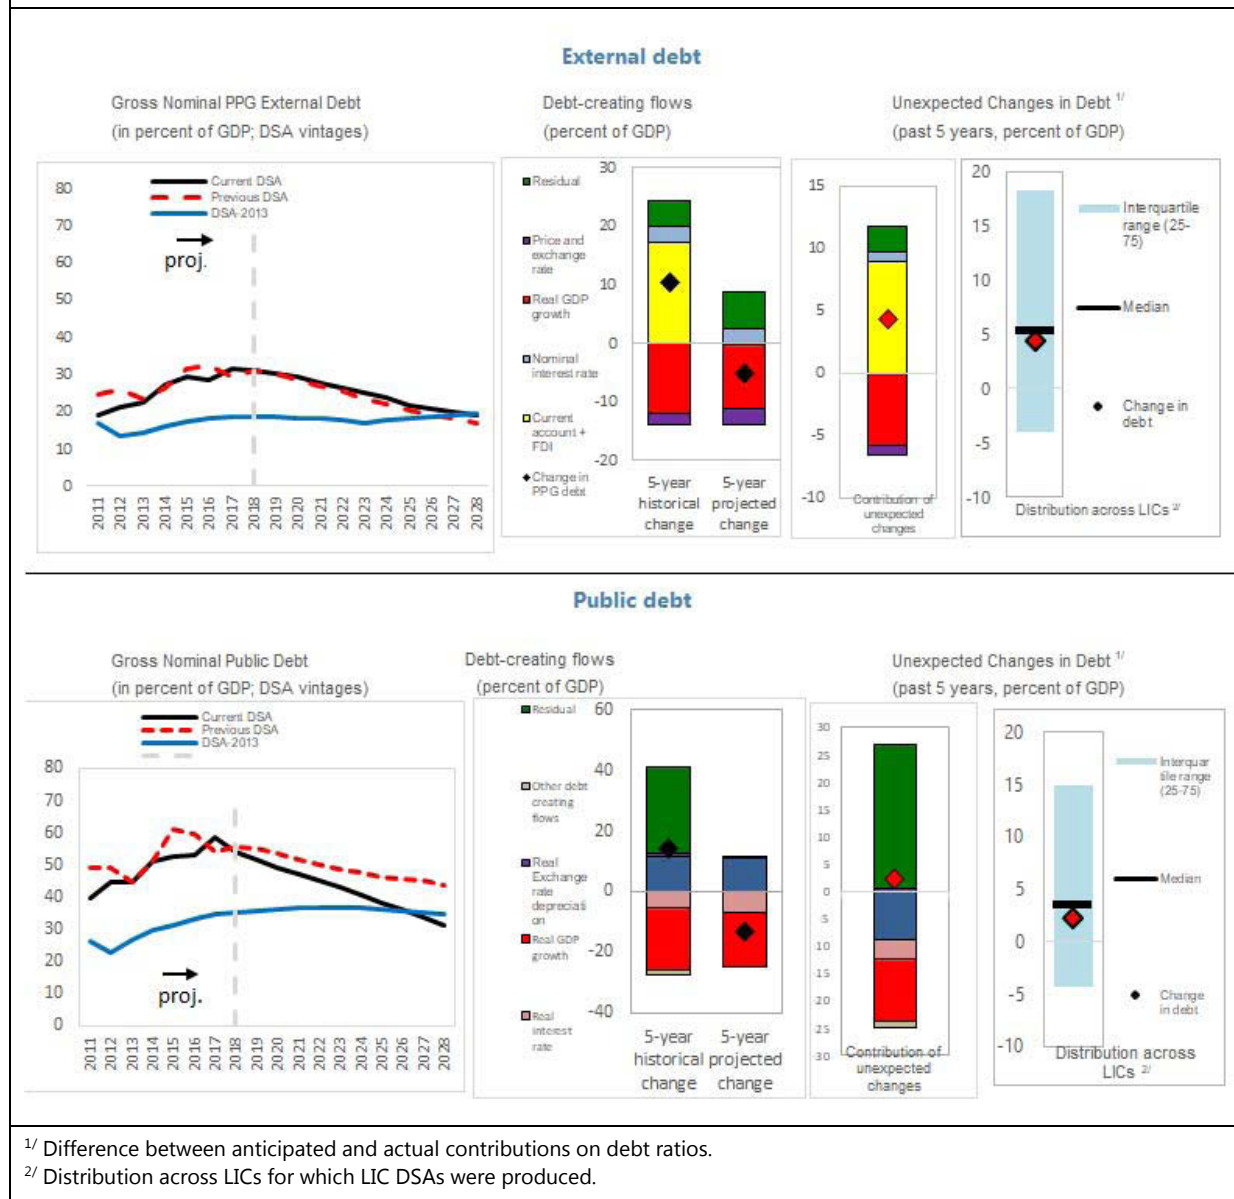 External debt
Gross Nominal PPG External Debt
(in percent of GDP; DSA vintages)
Current DSA
Previous DSA
DSA-2013
proj.
80
70
60
50
40
30
20
10
0
2011
2012
2013
2014
2015
2016
2017
2018
2019
2020
2021
2022
2023
2024
2025
2026
2027
2028
Debt-creating flows
(percent of GDP)
Residual
Price and
exchange
rate
Real GDP
growth
Nominal
interest rate
Current
account +
FDI
Change in
PPG debt
30
20
10
0
-10
-20
5-year
historical
change
5-year
projected
change
Unexpected Changes in Debt 1/
(past 5 years, percent of GDP)
15
10
5
0
-5
-10
Contribution of
unexpected
changes
20
15
10
5
0
-5
-10
Interquartile
range (25-
75)
Median
Change in
debt
Distribution across LICs 2/
Public debt
Gross Nominal Public Debt
(in percent of GDP; DSA vintages)
Current DSA
Previous DSA
DSA-2013
80
70
60
50
40
30
20
10
0
proj.
2011
2012
2013
2014
2015
2016
2017
2018
2019
2020
2021
2022
2023
2024
2025
2026
2027
2028
Debt-creating flows
(percent of GDP)
Residual
Other debt
creating
flows
Real
Exchange
rate
depreciati
on
Real GDP
growth
Real
interest
rate
60
40
20
0
-20
-40
5-year
historical
change
5-year
projected
change
Unexpected Changes in Debt 1/
(past 5 years, percent of GDP)
30
25
20
15
10
5
0
5
10
15
20
25
30
Contribution of
unexpected
changes
20
15
10
5
0
-5
-10
Interquar
tile range
(25-75)
Median
Change
in debt
Distribution across
LICs 2/
1/ Difference between anticipated and actual contributions on debt ratios.
2/ Distribution across LICs for which LIC DSAs were produced.